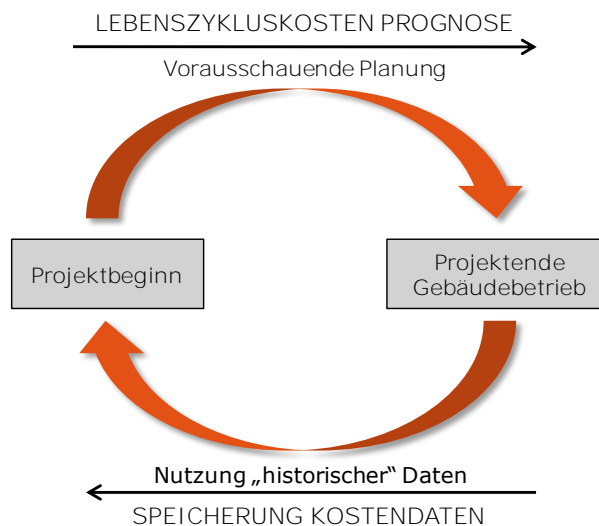 LEBENSZYKLUSKOSTEN PROGNOSE
Vorausschauende Planung
Projektbeginn
Projektende
Gebäudebetrieb
Nutzung „historischer“ Daten
SPEICHERUNG KOSTENDATEN